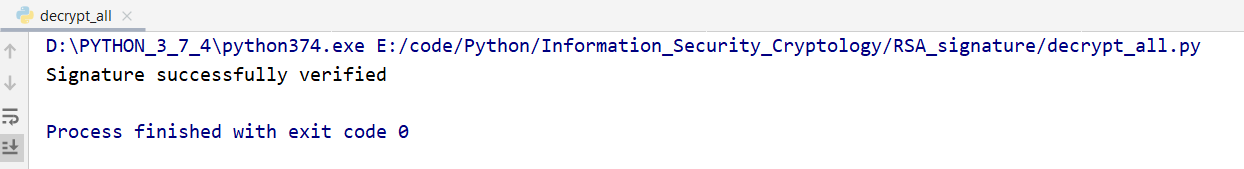 decrypt_all
D:\PYTHON_3_7_4\python374.exe E:/code/Python/Information_Security_Cryptology/RSA_signature/decrypt_all.py
Signature successfully verified
Process finished with exit code 0